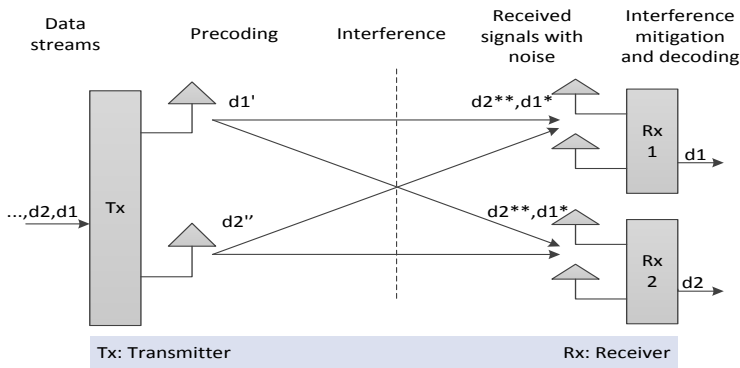 Data
streams
Precoding
Interference
Received
signals with
noise
Interference
mitigation
and decoding
d1'
d2**,d1*
Rx
1
d1
...,d2,d1
Tx
d2''
d2**,d1*
Rx
2
d2
Tx: Transmitter
Rx: Receiver